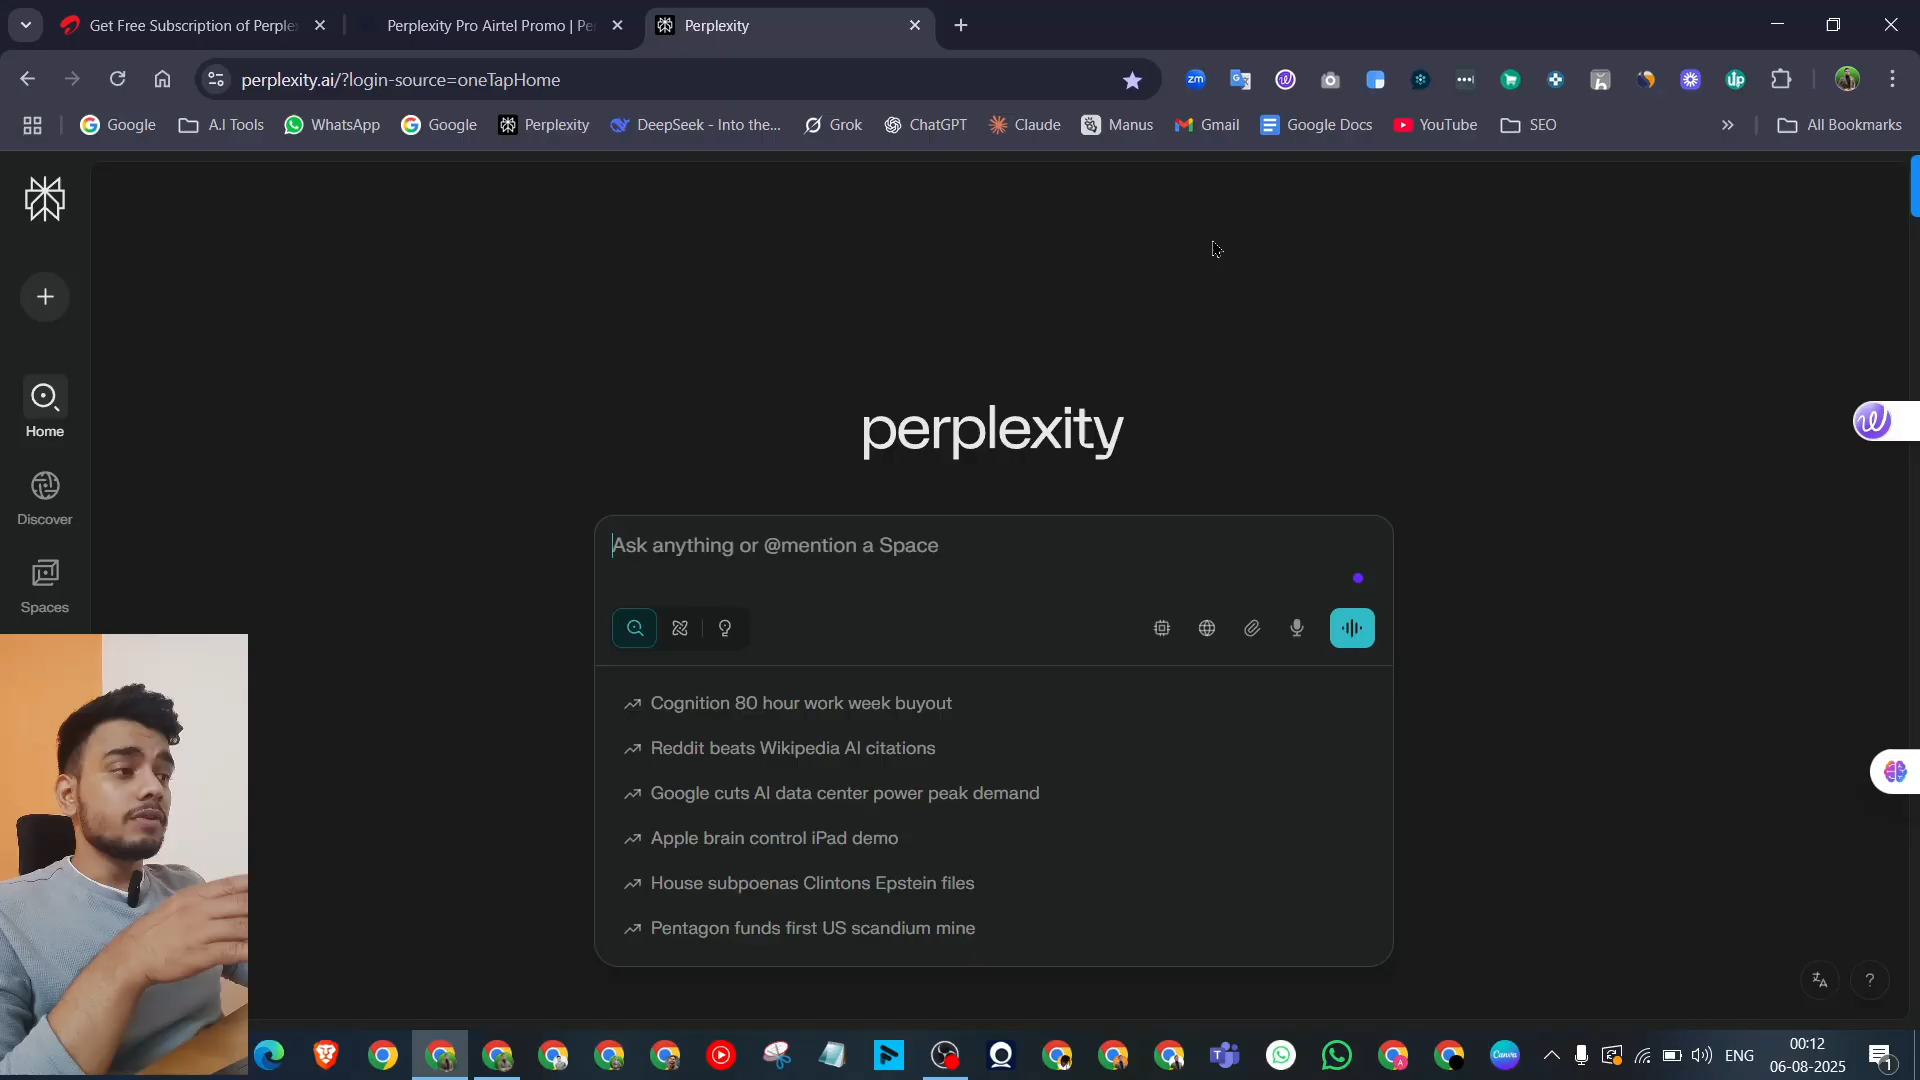 Get Free Subscription of Perple
Perplexity Pro Airtel Promo | Pe
Perplexity
perplexity.ai/?login-source=oneTapHome
Google
A.I Tools
WhatsApp
Google
Perplexity
DeepSeek - Into the...
Grok
ChatGPT
Claude
Manus
Gmail
Google Docs
YouTube
SEO
All Bookmarks
Home
Discover
Spaces
perplexity
Ask anything or @mention a Space
Cognition 80 hour work week buyout
Reddit beats Wikipedia AI citations
Google cuts AI data center power peak demand
Apple brain control iPad demo
House subpoenas Clintons Epstein files
Pentagon funds first US scandium mine
zm
up
Canva
ENG
00:12
06-08-2025
1